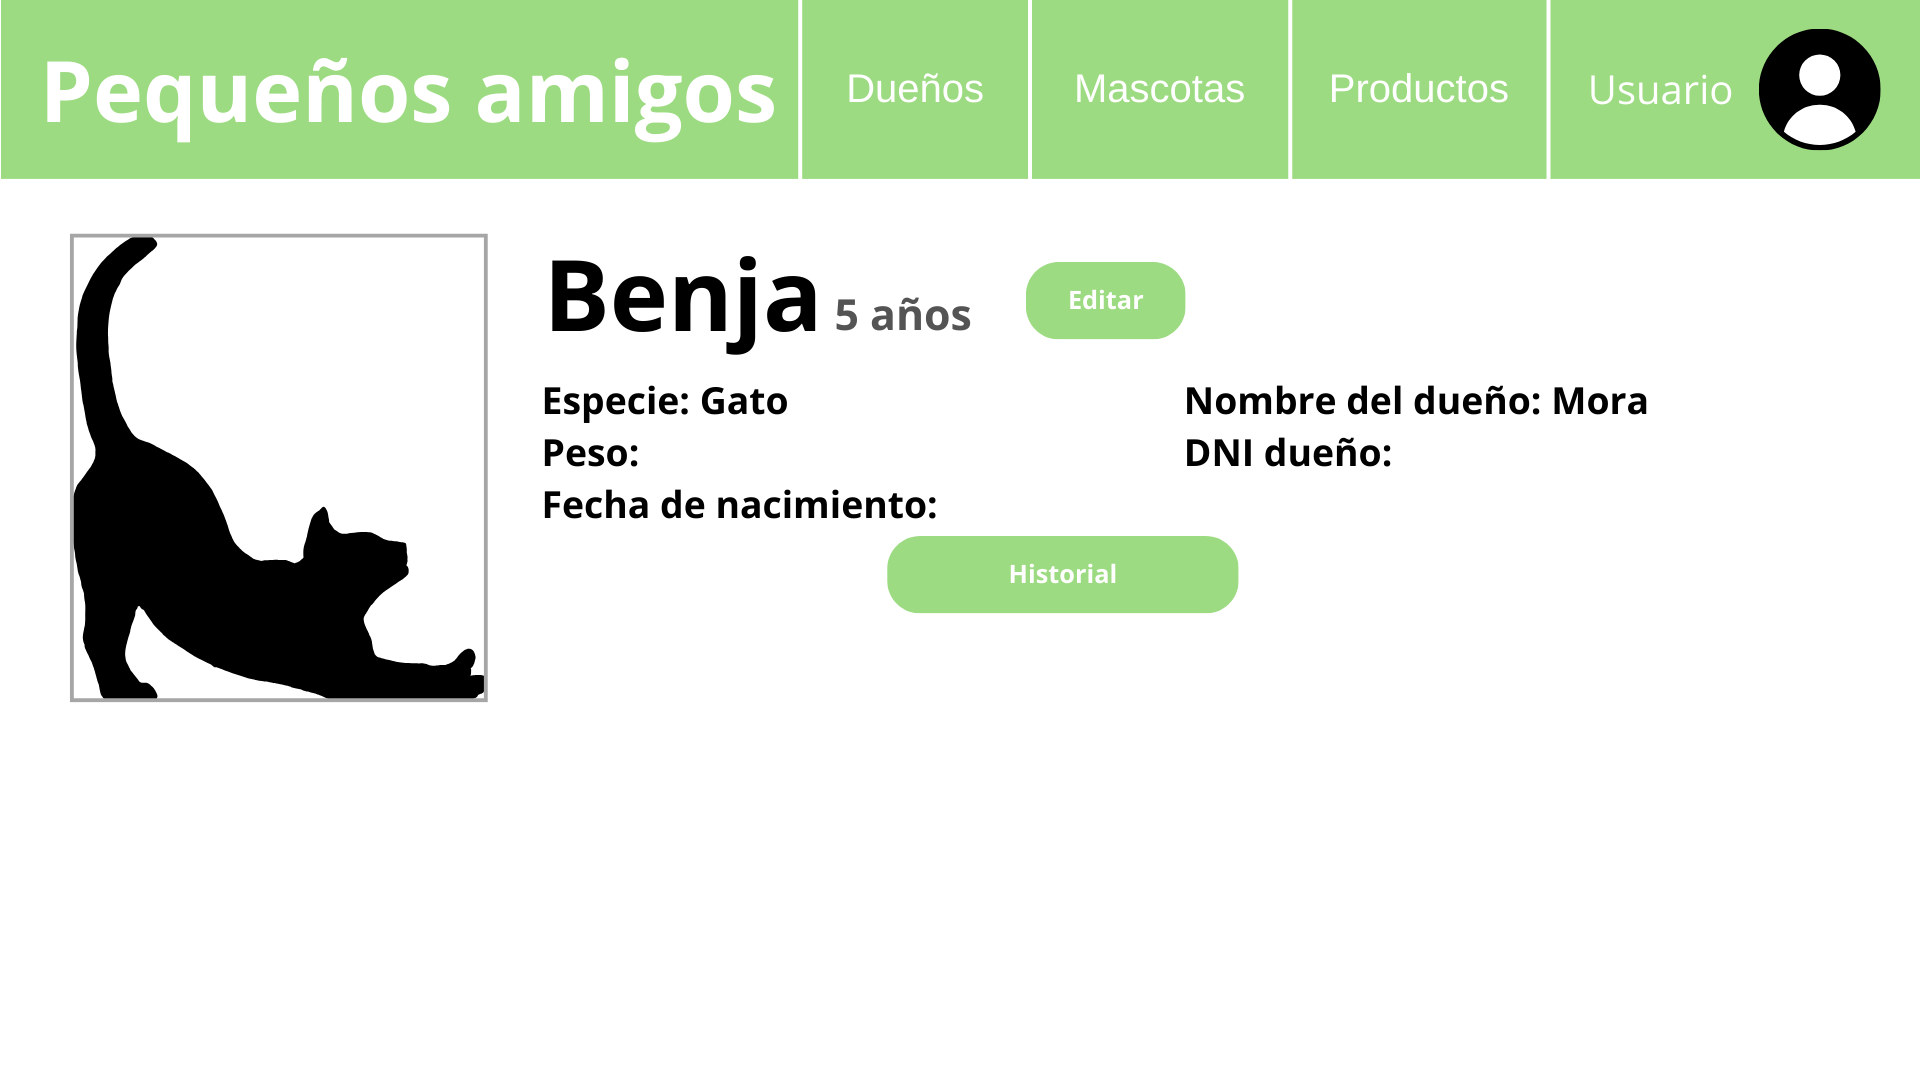 Pequeños amigos
Dueños
Mascotas
Productos
Usuario
Benja 5 años
Editar
Especie: Gato
Peso:
Fecha de nacimiento:
Nombre del dueño: Mora
DNI dueño:
Historial